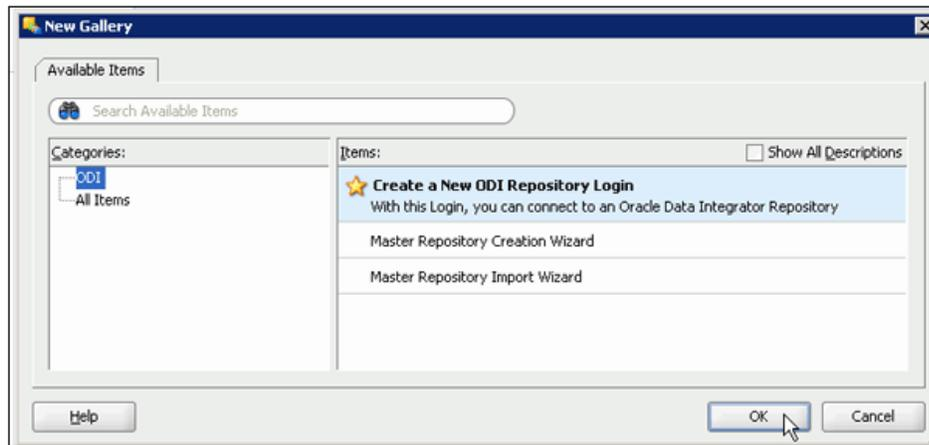 New Gallery
Available Items
Search Available Items
Categories:
ODI
All Items
Items:
Show All Descriptions
Create a New ODI Repository Login
With this Login, you can connect to an Oracle Data Integrator Repository
Master Repository Creation Wizard
Master Repository Import Wizard
Help
OK
Cancel